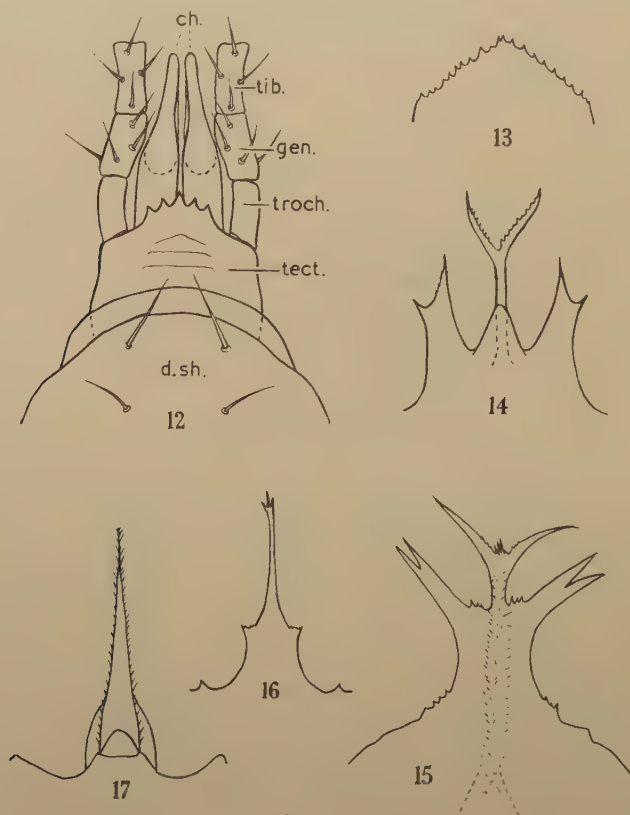 ch.
tib.
gen.
troch.
tect.
d.sh.
12
13
14
16
17
15